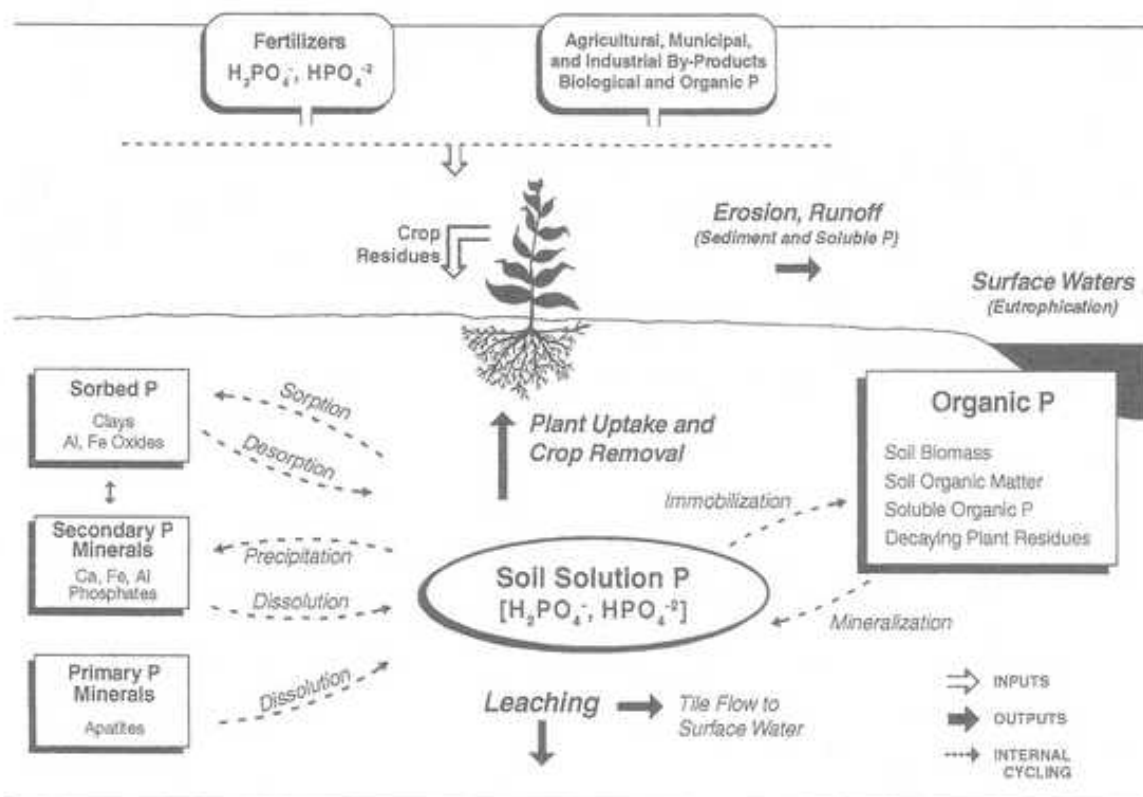 Fertilizers
H₂PO₄⁻, HPO₄⁻²
Agricultural, Municipal,
and Industrial By-Products
Biological and Organic P
Crop
Residues
Erosion, Runoff
(Sediment and Soluble P)
Surface Waters
(Eutrophication)
Sorbed P
Clays
Al, Fe Oxides
Sorption
Desorption
Plant Uptake and
Crop Removal
Organic P
Soil Biomass
Soil Organic Matter
Soluble Organic P
Decaying Plant Residues
Immobilization
Secondary P
Minerals
Ca, Fe, Al
Phosphates
Precipitation
Dissolution
Soil Solution P
[H₂PO₄⁻, HPO₄⁻²]
Mineralization
Primary P
Minerals
Apatites
Dissolution
Leaching
Tile Flow to
Surface Water
INPUTS
OUTPUTS
INTERNAL
CYCLING